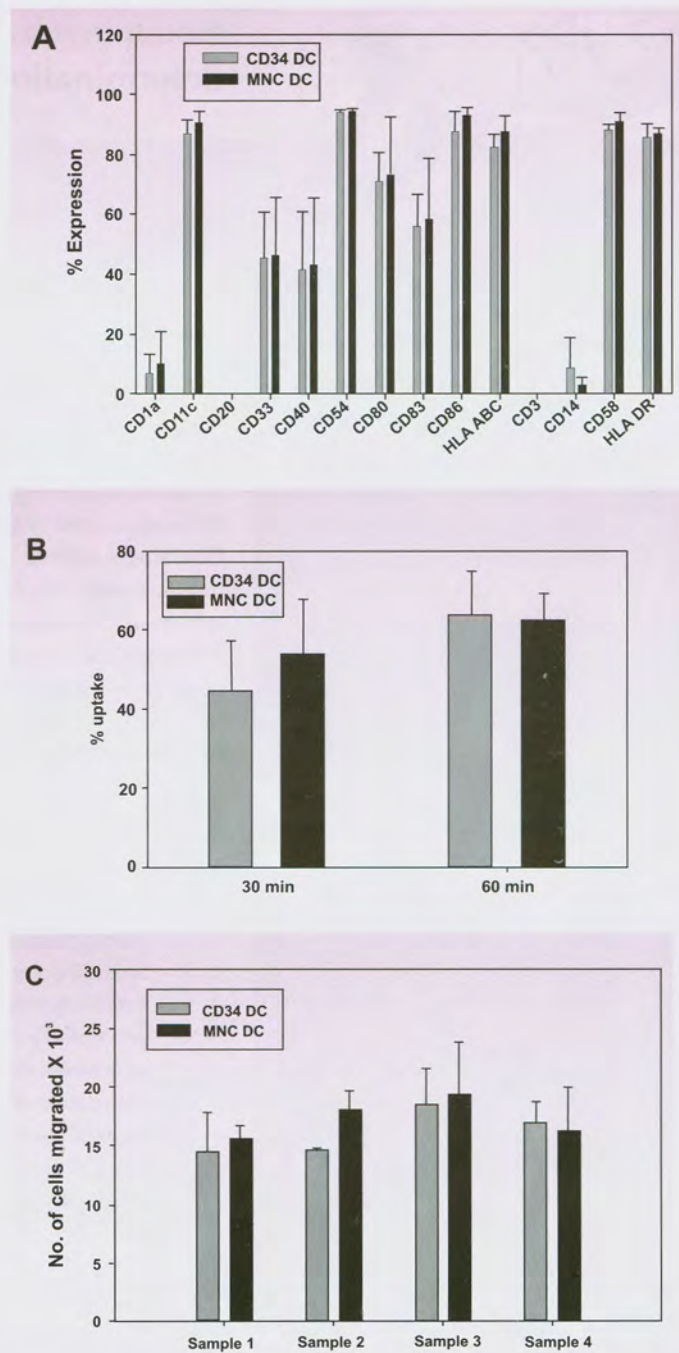 A
120
100
80
60
40
20
0
% Expression
CD34 DC
MNC DC
CD1a
CD11c
CD20
CD33
CD40
CD54
CD80
CD83
CD86
HLA ABC
CD3
CD14
CD58
HLA DR
B
80
60
40
20
0
% uptake
CD34 DC
MNC DC
30 min
60 min
C
30
25
20
15
10
5
0
No. of cells migrated X 10³
CD34 DC
MNC DC
Sample 1
Sample 2
Sample 3
Sample 4